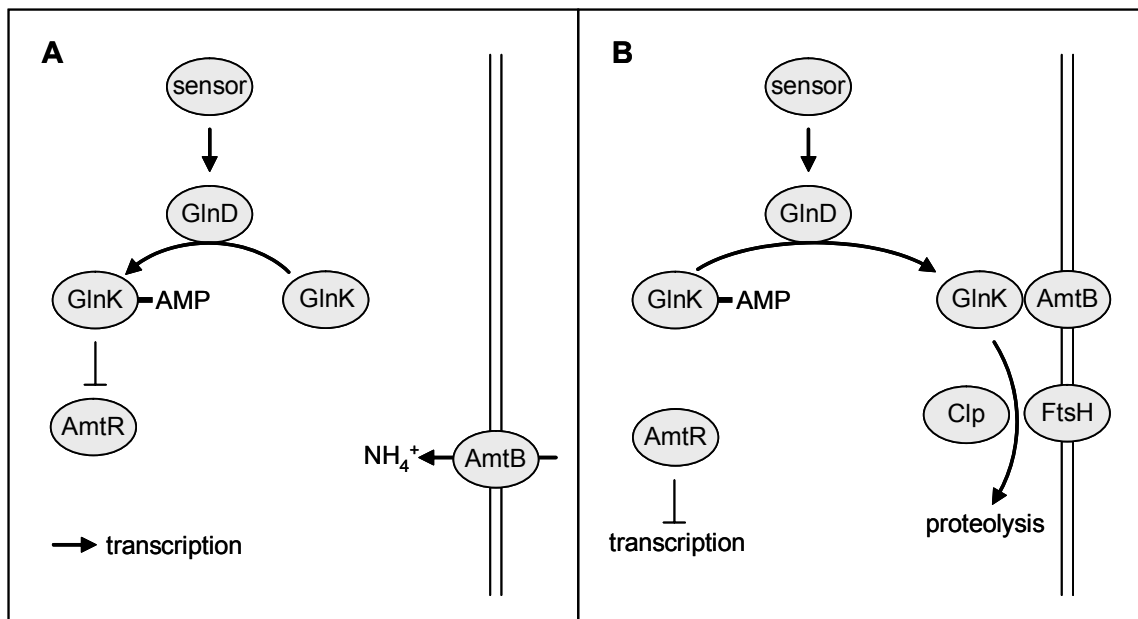 A
sensor
GlnD
GlnK
AMP
GlnK
AmtR
NH4+
AmtB
transcription
B
sensor
GlnD
GlnK
AMP
GlnK
AmtB
Clp
FtsH
AmtR
proteolysis
transcription